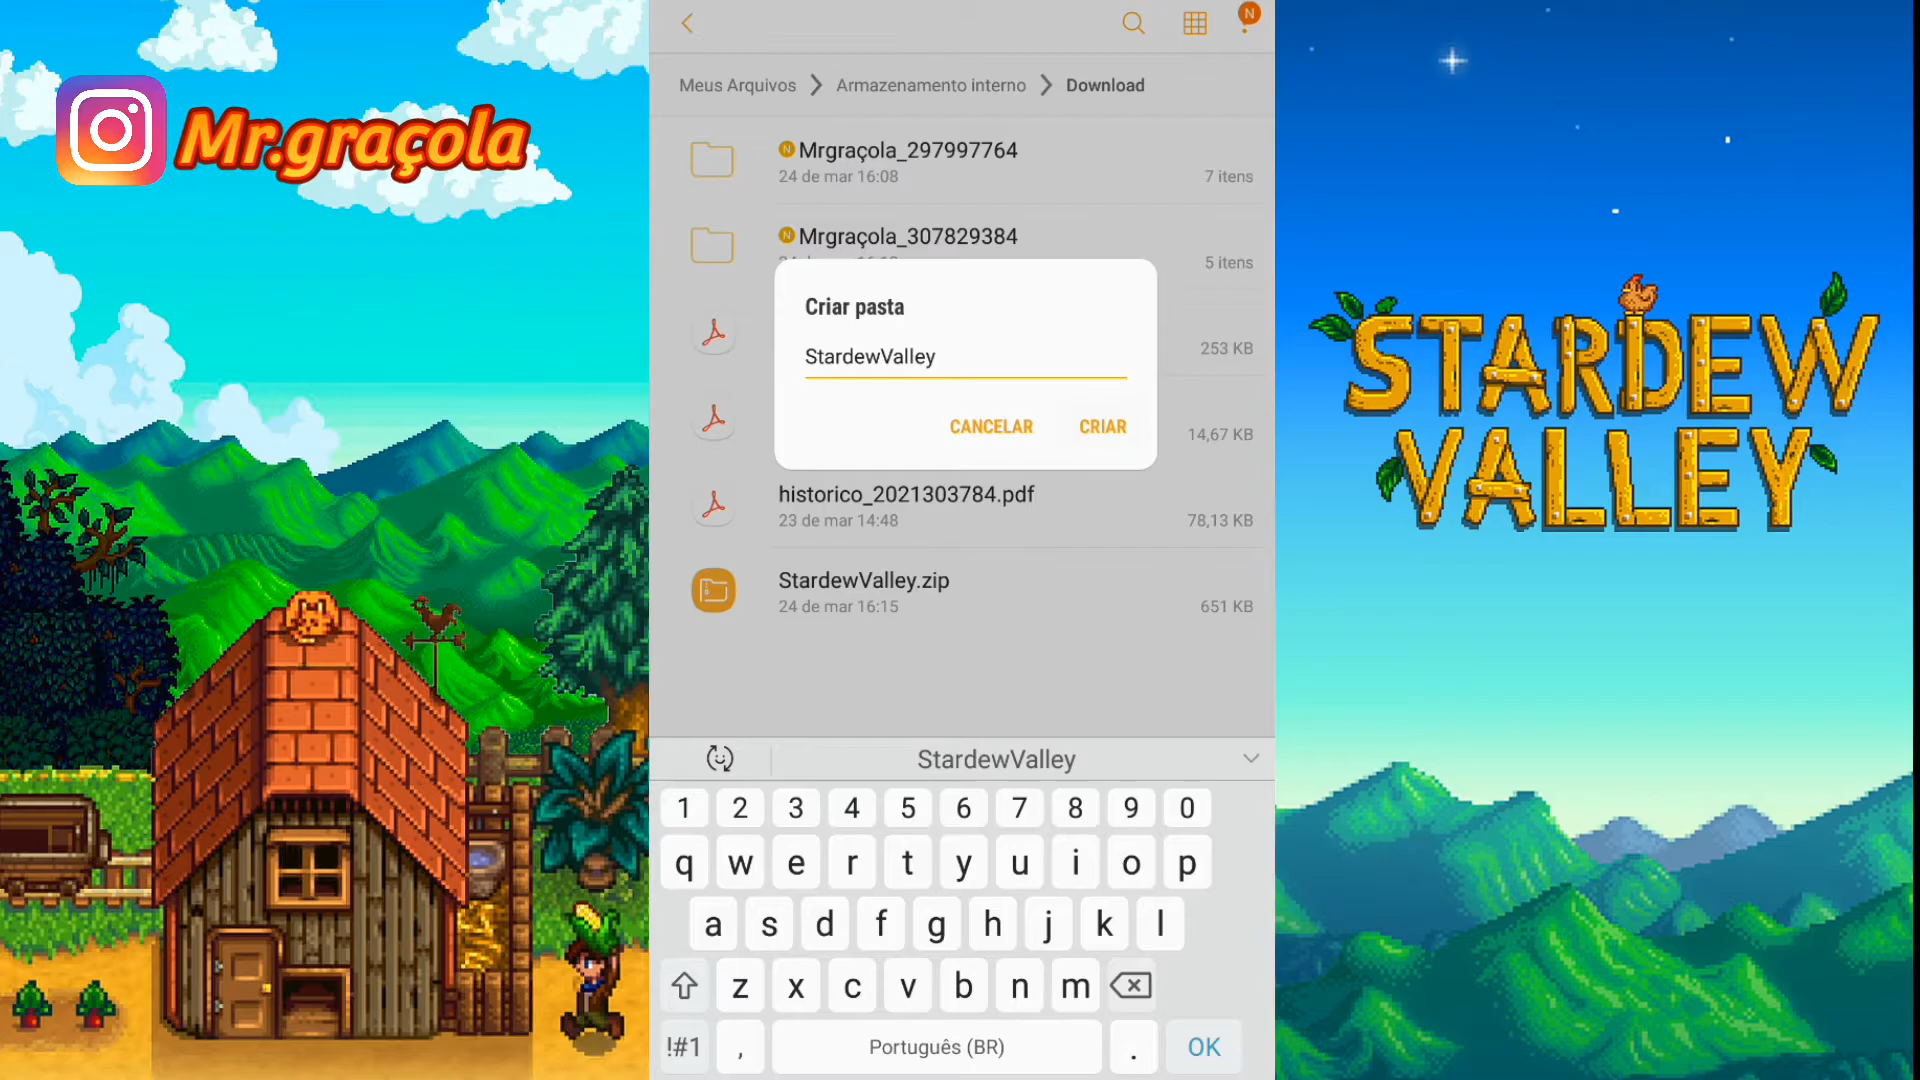 Mr.graçola
N
Meus Arquivos
Armazenamento interno
Download
N Mrgraçola_297997764
24 de mar 16:08
7 itens
N Mrgraçola_307829384
5 itens
Criar pasta
StardewValley
CANCELAR
CRIAR
253 KB
14,67 KB
historico_2021303784.pdf
23 de mar 14:48
78,13 KB
StardewValley.zip
24 de mar 16:15
651 KB
StardewValley
1 2 3 4 5 6 7 8 9 0
q w e r t y u i o p
a s d f g h j k l
z x c v b n m
!#1 , Português (BR) . OK
STARDEW
VALLEY